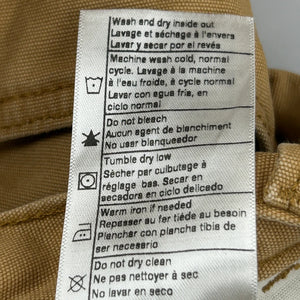 Wash and dry inside out
Lavage et séchage à l'envers
Lavar y secar por el revés
Machine wash cold, normal
cycle. Lavage à la machine
à l'eau froide, à cycle normal
Lavar con agua fría, en
ciclo normal
Do not bleach
Aucun agent de blanchiment
No usar blanqueador
Tumble dry low
Sécher par culbutage à
réglage bas. Secar en
secadora en ciclo delicado
Warm iron if needed
Repasser au fer tiède au besoin
Planchar con plancha tibia de
ser necesario
Do not dry clean
Ne pas nettoyer à sec
No lavar en seco